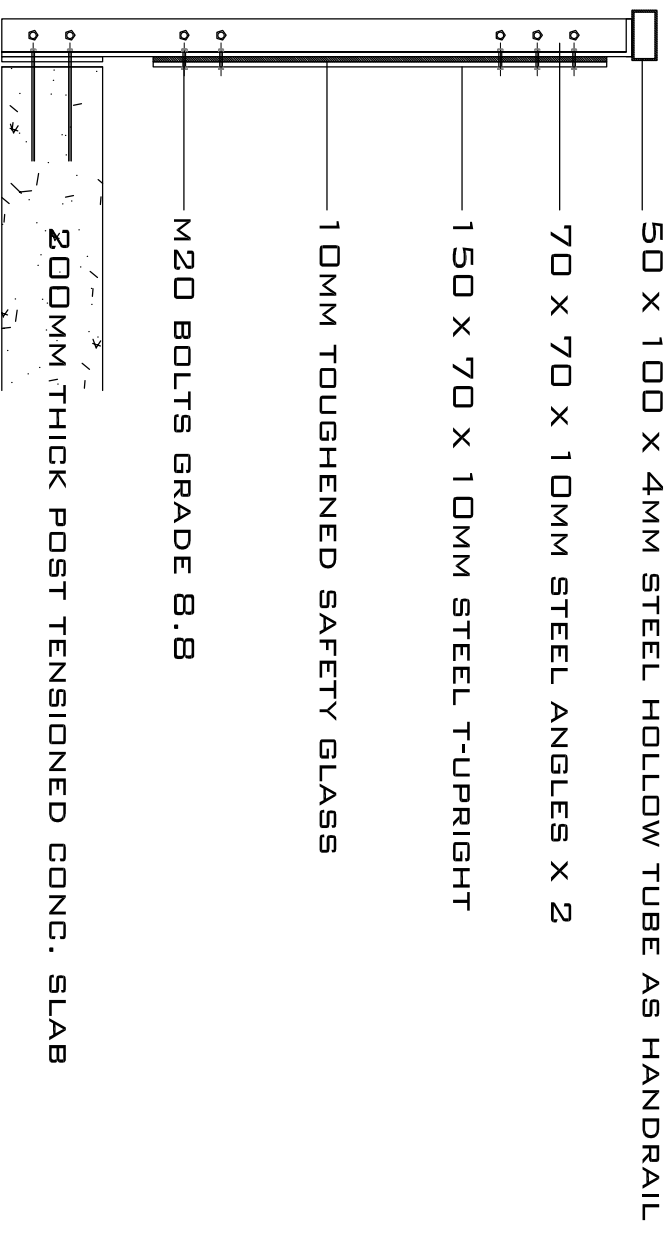 50 X 100 X 4MM STEEL HOLLOW TUBE AS HANDRAIL
70 X 70 X 10MM STEEL ANGLES X 2
150 X 70 X 10MM STEEL T-UPRIGHT
10MM TOUGHENED SAFETY GLASS
M20 BOLTS GRADE 8.8
200MM THICK POST TENSIONED CONC. SLAB